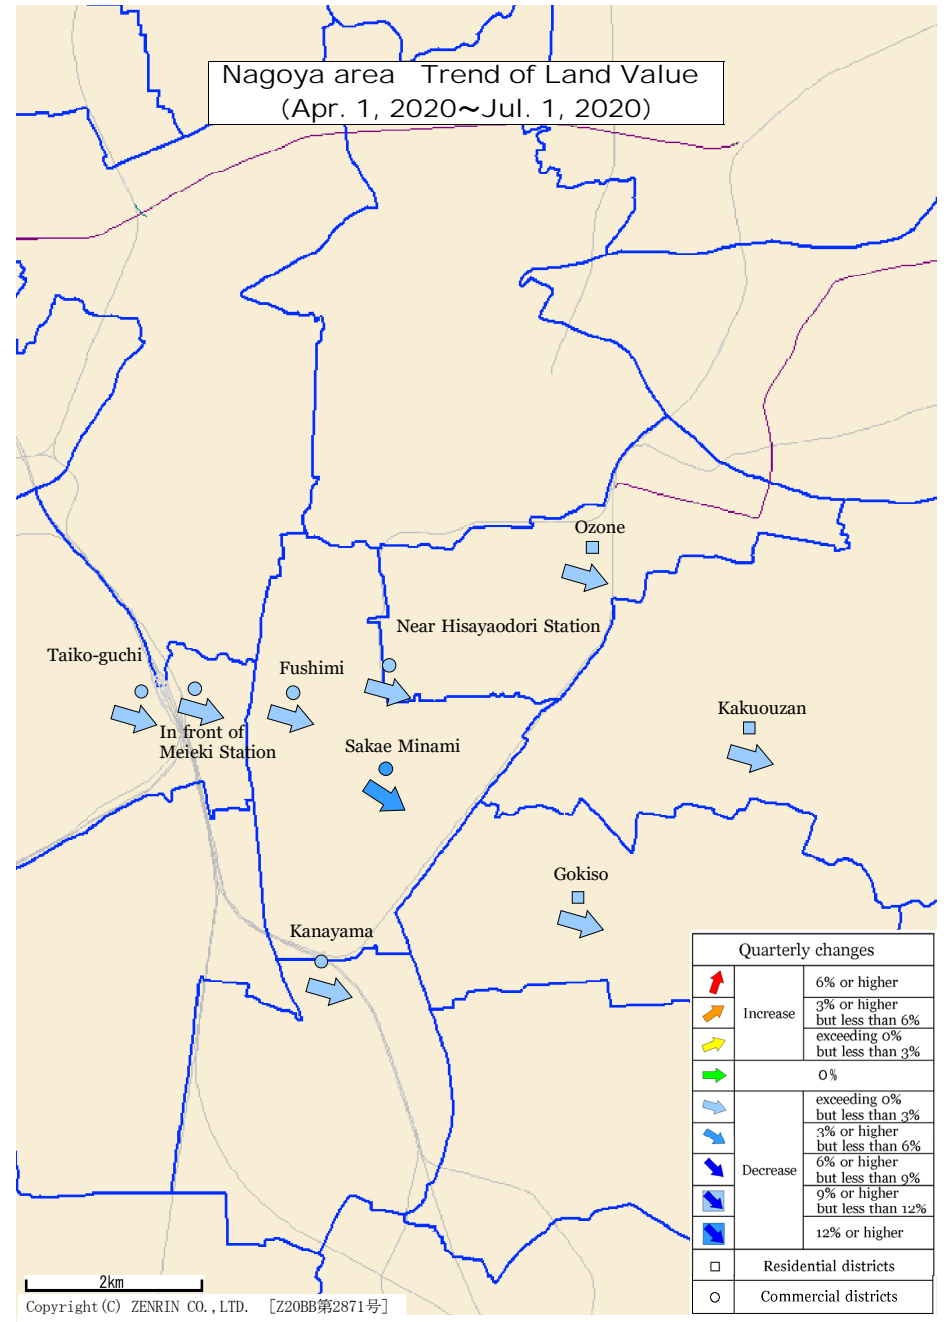 Nagoya area Trend of Land Value
(Apr. 1, 2020～Jul. 1, 2020)
Ozone
Near Hisayaodori Station
Taiko-guchi
Fushimi
Kakuouzan
In front of
Meieki Station
Sakae Minami
Gokiso
Kanayama
Quarterly changes
Increase
6% or higher
3% or higher
but less than 6%
exceeding 0%
but less than 3%
0%
Decrease
exceeding 0%
but less than 3%
3% or higher
but less than 6%
6% or higher
but less than 9%
9% or higher
but less than 12%
12% or higher
Residential districts
Commercial districts
2km
Copyright(C) ZENRIN CO.,LTD. [Z20BB第2871号]